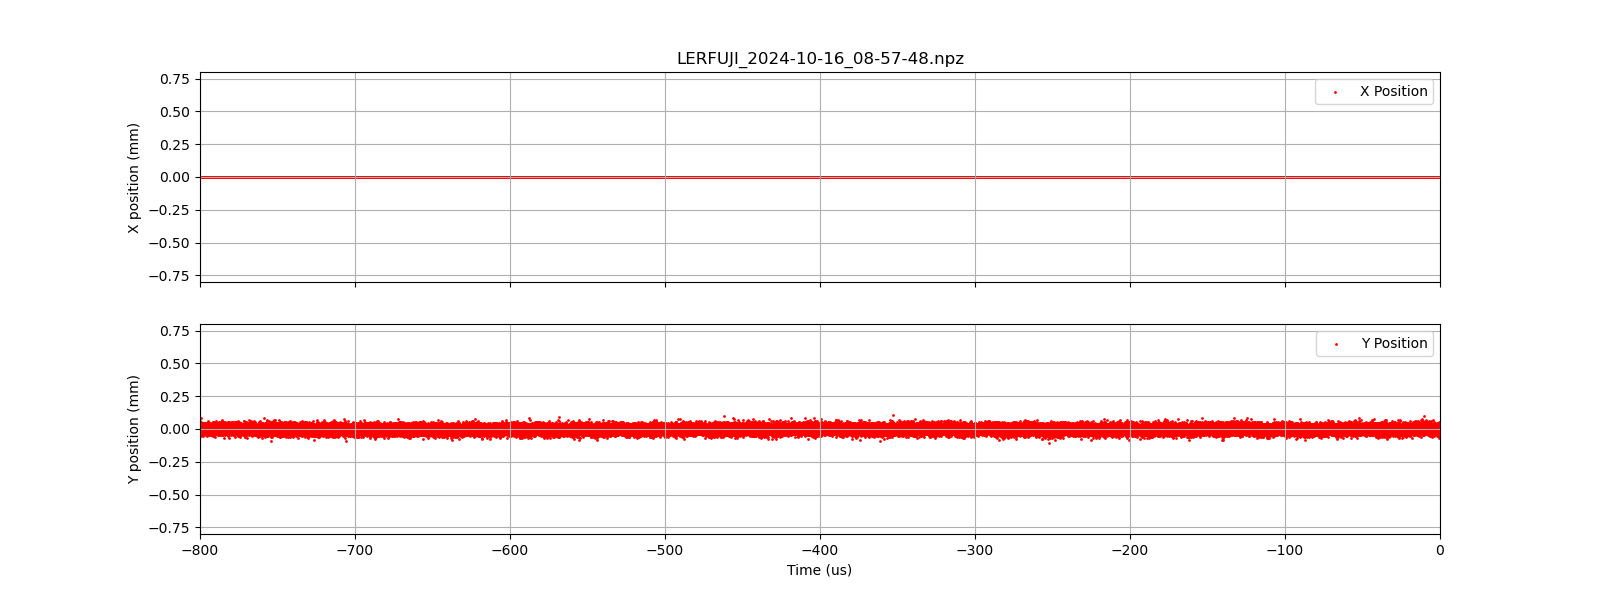 LERFUJI_2024-10-16_08-57-48.npz
0.75
0.50
0.25
0.00
−0.25
−0.50
−0.75
X position (mm)
X Position
0.75
0.50
0.25
0.00
−0.25
−0.50
−0.75
Y position (mm)
Y Position
−800 −700 −600 −500 −400 −300 −200 −100 0
Time (us)